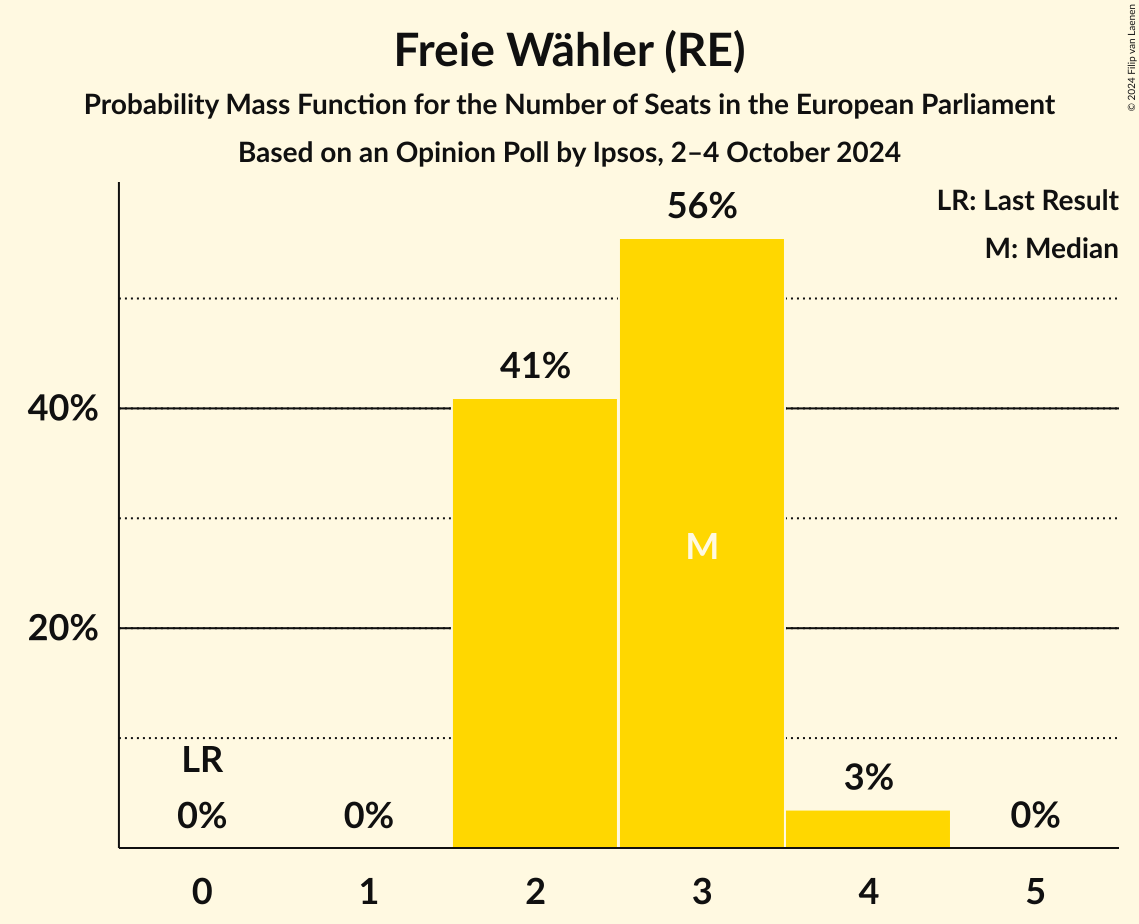 Freie Wähler (RE)
Probability Mass Function for the Number of Seats in the European Parliament
Based on an Opinion Poll by Ipsos, 2–4 October 2024
© 2024 Filip van Laenen
LR: Last Result
M: Median
56%
41%
40%
M
20%
LR
3%
0%
0%
0%
0
1
2
3
4
5